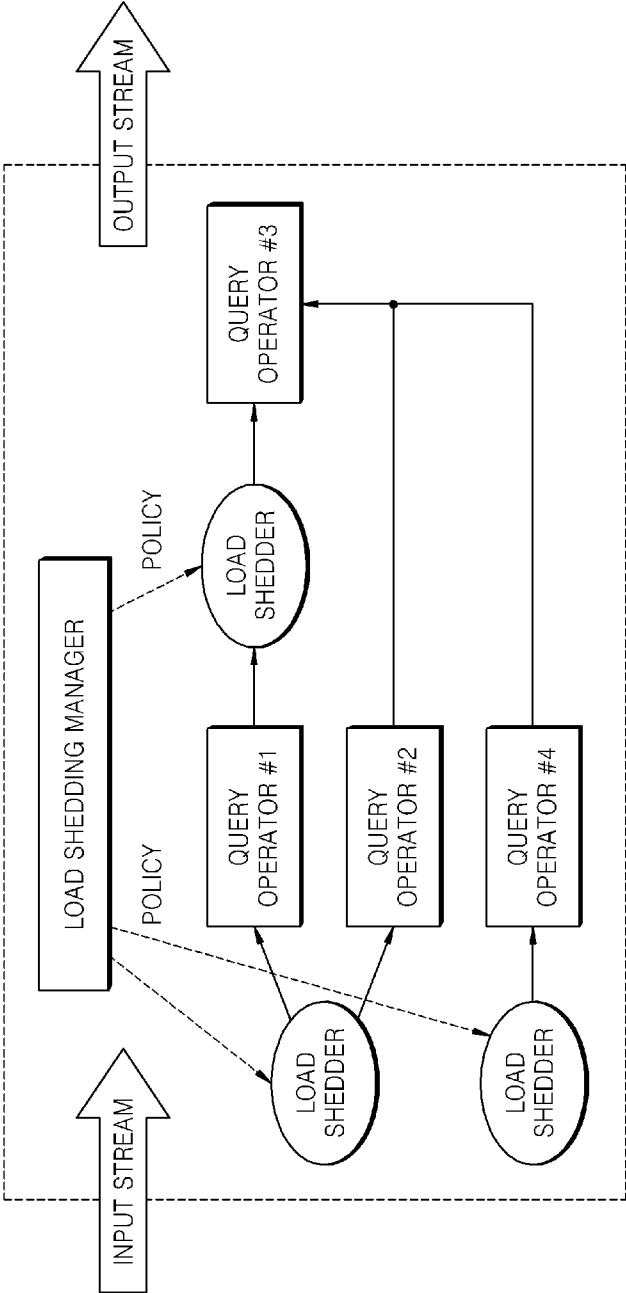 INPUT STREAM
OUTPUT STREAM
LOAD SHEDDING MANAGER
POLICY
POLICY
LOAD
SHEDDER
QUERY
OPERATOR #1
LOAD
SHEDDER
QUERY
OPERATOR #3
QUERY
OPERATOR #2
LOAD
SHEDDER
QUERY
OPERATOR #4